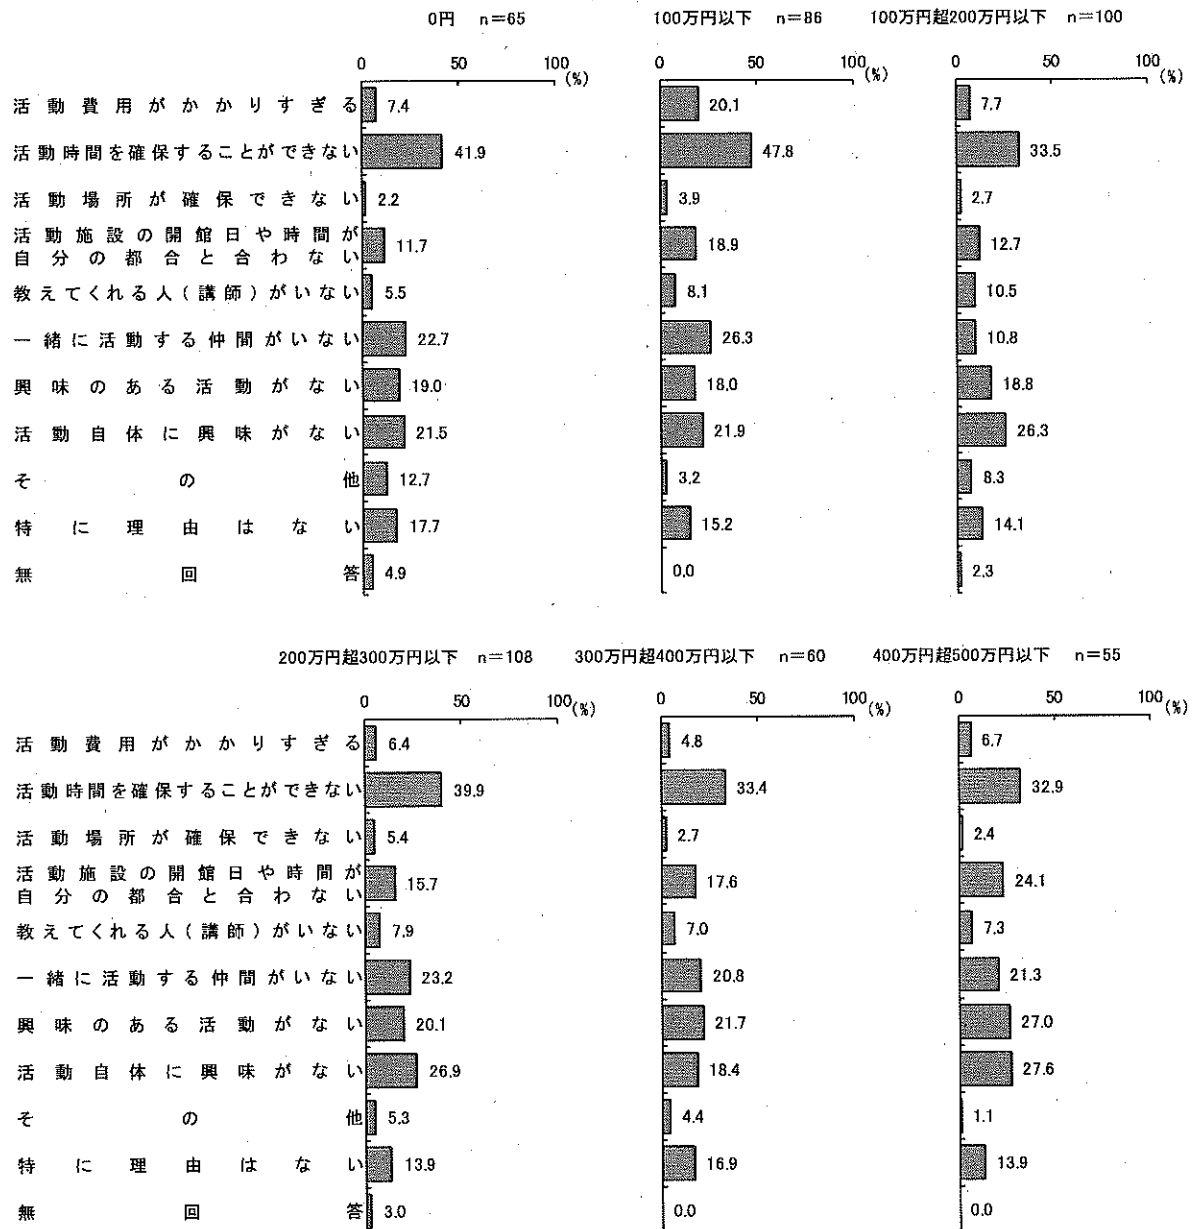 0円 n=65 100万円以下 n=86 100万円超200万円以下 n=100
0 50 100(%) 0 50 100(%) 0 50 100(%)
活動費用がかかりすぎる 7.4 20.1 7.7
活動時間を確保することができない 41.9 47.8 33.5
活動場所が確保できない 2.2 3.9 2.7
活動施設の開館日や時間が
自分の都合と合わない 11.7 18.9 12.7
教えてくれる人(講師)がいない 5.5 8.1 10.5
一緒に活動する仲間がいない 22.7 26.3 10.8
興味のある活動がない 19.0 18.0 18.8
活動自体に興味がない 21.5 21.9 26.3
その他 12.7 3.2 8.3
特に理由はない 17.7 15.2 14.1
無回答 4.9 0.0 2.3
200万円超300万円以下 n=108 300万円超400万円以下 n=60 400万円超500万円以下 n=55
0 50 100(%) 0 50 100(%) 0 50 100(%)
活動費用がかかりすぎる 6.4 4.8 6.7
活動時間を確保することができない 39.9 33.4 32.9
活動場所が確保できない 5.4 2.7 2.4
活動施設の開館日や時間が
自分の都合と合わない 15.7 17.6 24.1
教えてくれる人(講師)がいない 7.9 7.0 7.3
一緒に活動する仲間がいない 23.2 20.8 21.3
興味のある活動がない 20.1 21.7 27.0
活動自体に興味がない 26.9 18.4 27.6
その他 5.3 4.4 1.1
特に理由はない 13.9 16.9 13.9
無回答 3.0 0.0 0.0